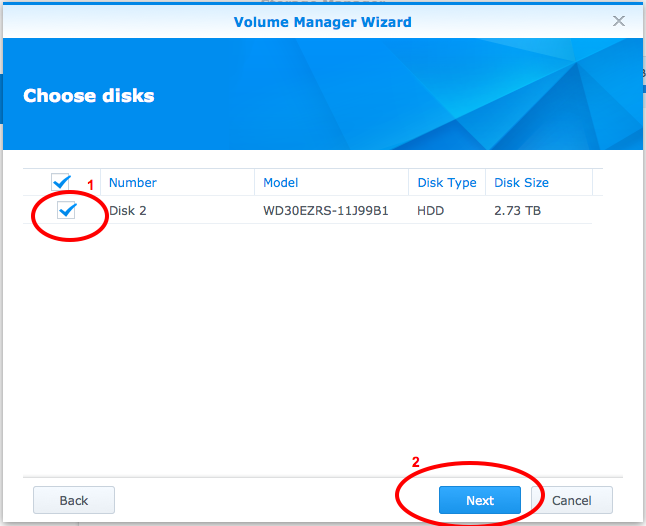 Volume Manager Wizard
Choose disks
1 Number Model Disk Type Disk Size
Disk 2 WD30EZRS-11J99B1 HDD 2.73 TB
2
Back Next Cancel